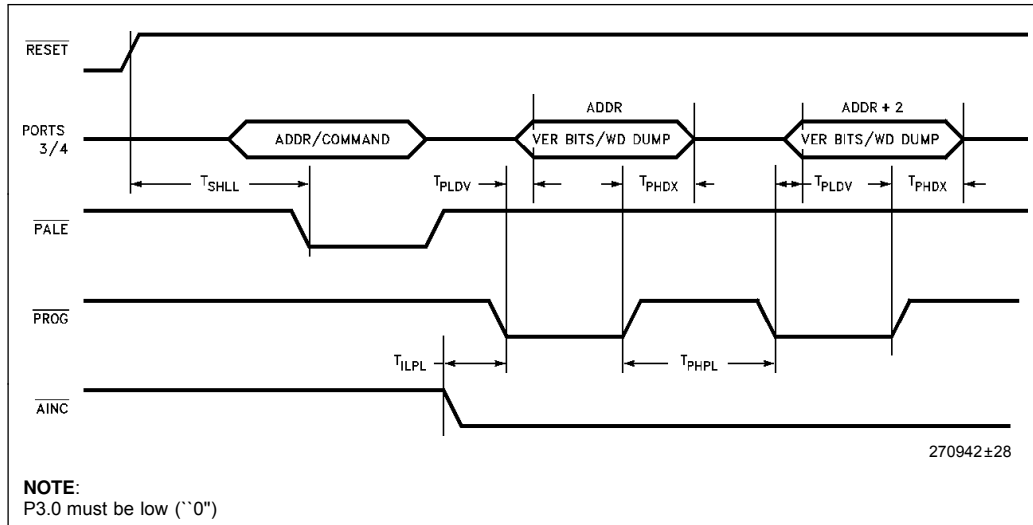 RESET
PORTS
3/4
ADDR/COMMAND
ADDR
VER BITS/WD DUMP
ADDR + 2
VER BITS/WD DUMP
TSHLL
TPLDV
TPHDX
TPLDV
TPHDX
PALE
PROG
TILPL
TPHPL
AINC
270942±28
NOTE:
P3.0 must be low (``0")